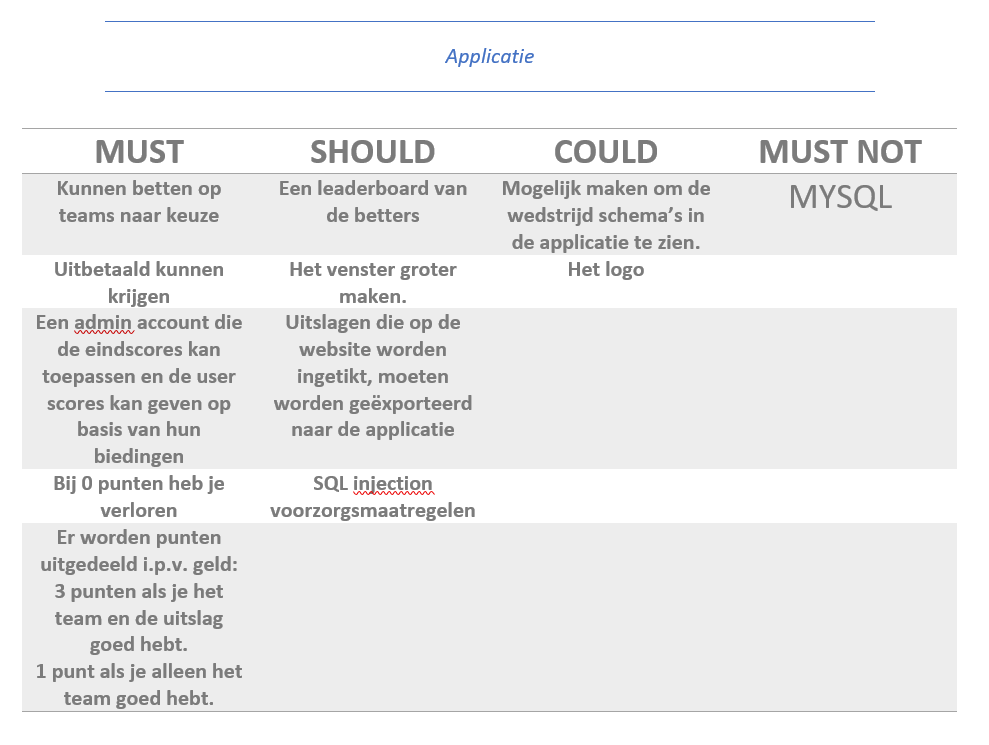 Applicatie
MUST SHOULD COULD MUST NOT
Kunnen betten op
teams naar keuze
Een leaderboard van
de betters
Mogelijk maken om de
wedstrijd schema’s in
de applicatie te zien.
MYSQL
Uitbetaald kunnen
krijgen
Het venster groter
maken.
Het logo
Een admin account die
de eindscores kan
toepassen en de user
scores kan geven op
basis van hun
biedingen
Uitslagen die op de
website worden
ingetikt, moeten
worden geëxporteerd
naar de applicatie
Bij 0 punten heb je
verloren
SQL injection
voorzorgsmaatregelen
Er worden punten
uitgedeeld i.p.v. geld:
3 punten als je het
team en de uitslag
goed hebt.
1 punt als je alleen het
team goed hebt.